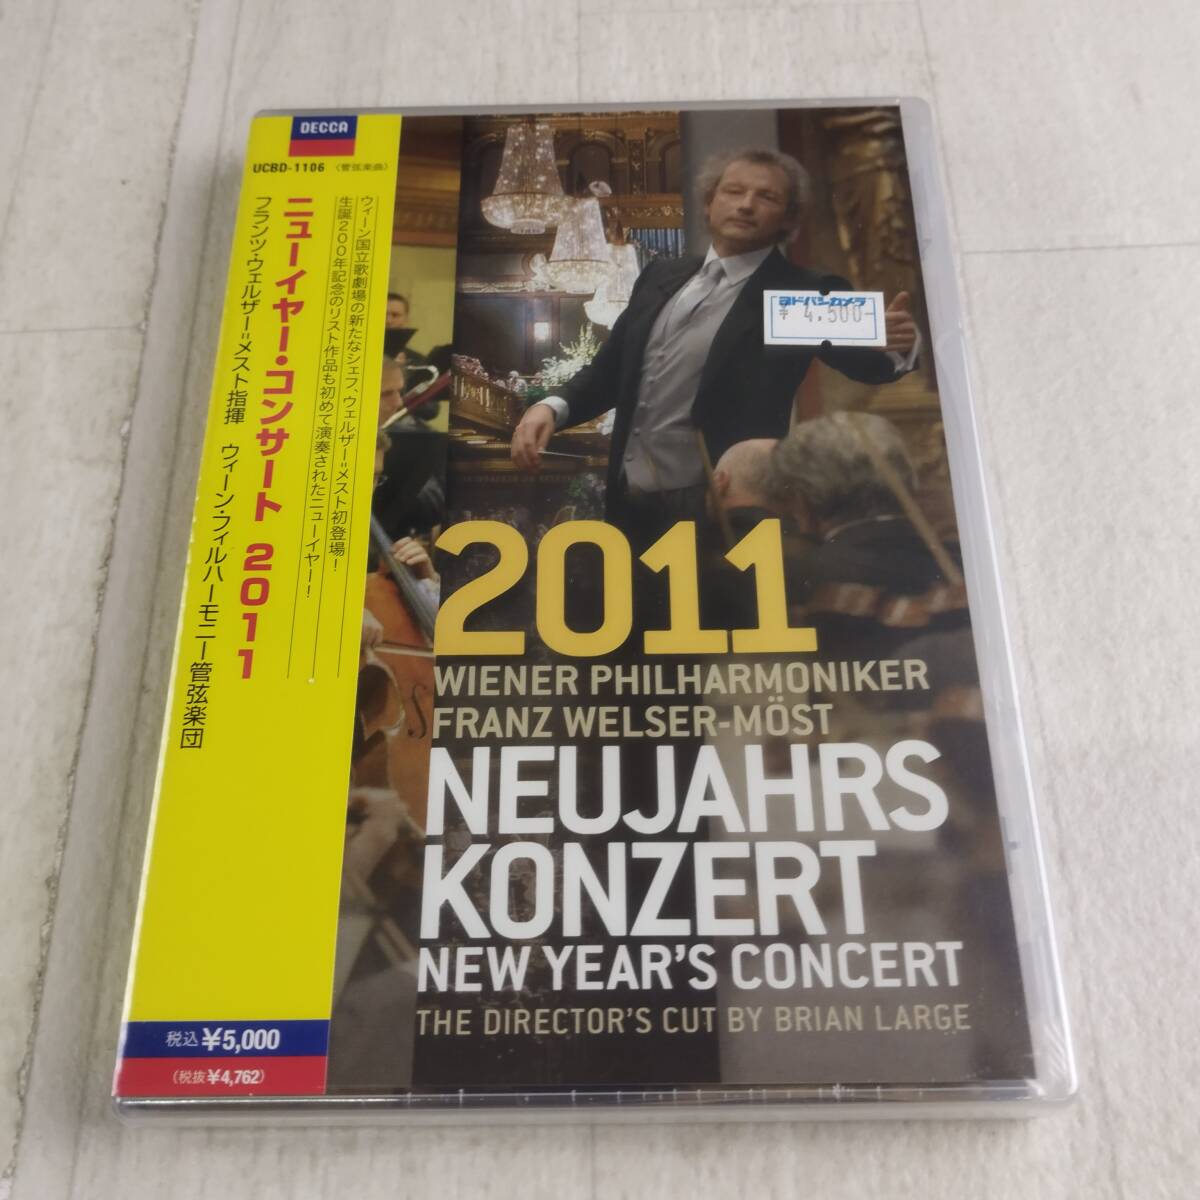 DECCA
UCBD-1106 〈管弦楽曲〉
ウィーン国立歌劇場の新たなシェフ、ウェルザー=メスト初登場!
生誕200年記念のリスト作品も初めて演奏されたニューイヤー!
ニューイヤー・コンサート 2011
フランツ・ウェルザー=メスト指揮 ウィーン・フィルハーモニー管弦楽団
税込 ¥5,000
(税抜 ¥4,762)
ヨドバシカメラ
¥ 4,500-
2011
WIENER PHILHARMONIKER
FRANZ WELSER-MÖST
NEUJAHRS
KONZERT
NEW YEAR'S CONCERT
THE DIRECTOR'S CUT BY BRIAN LARGE